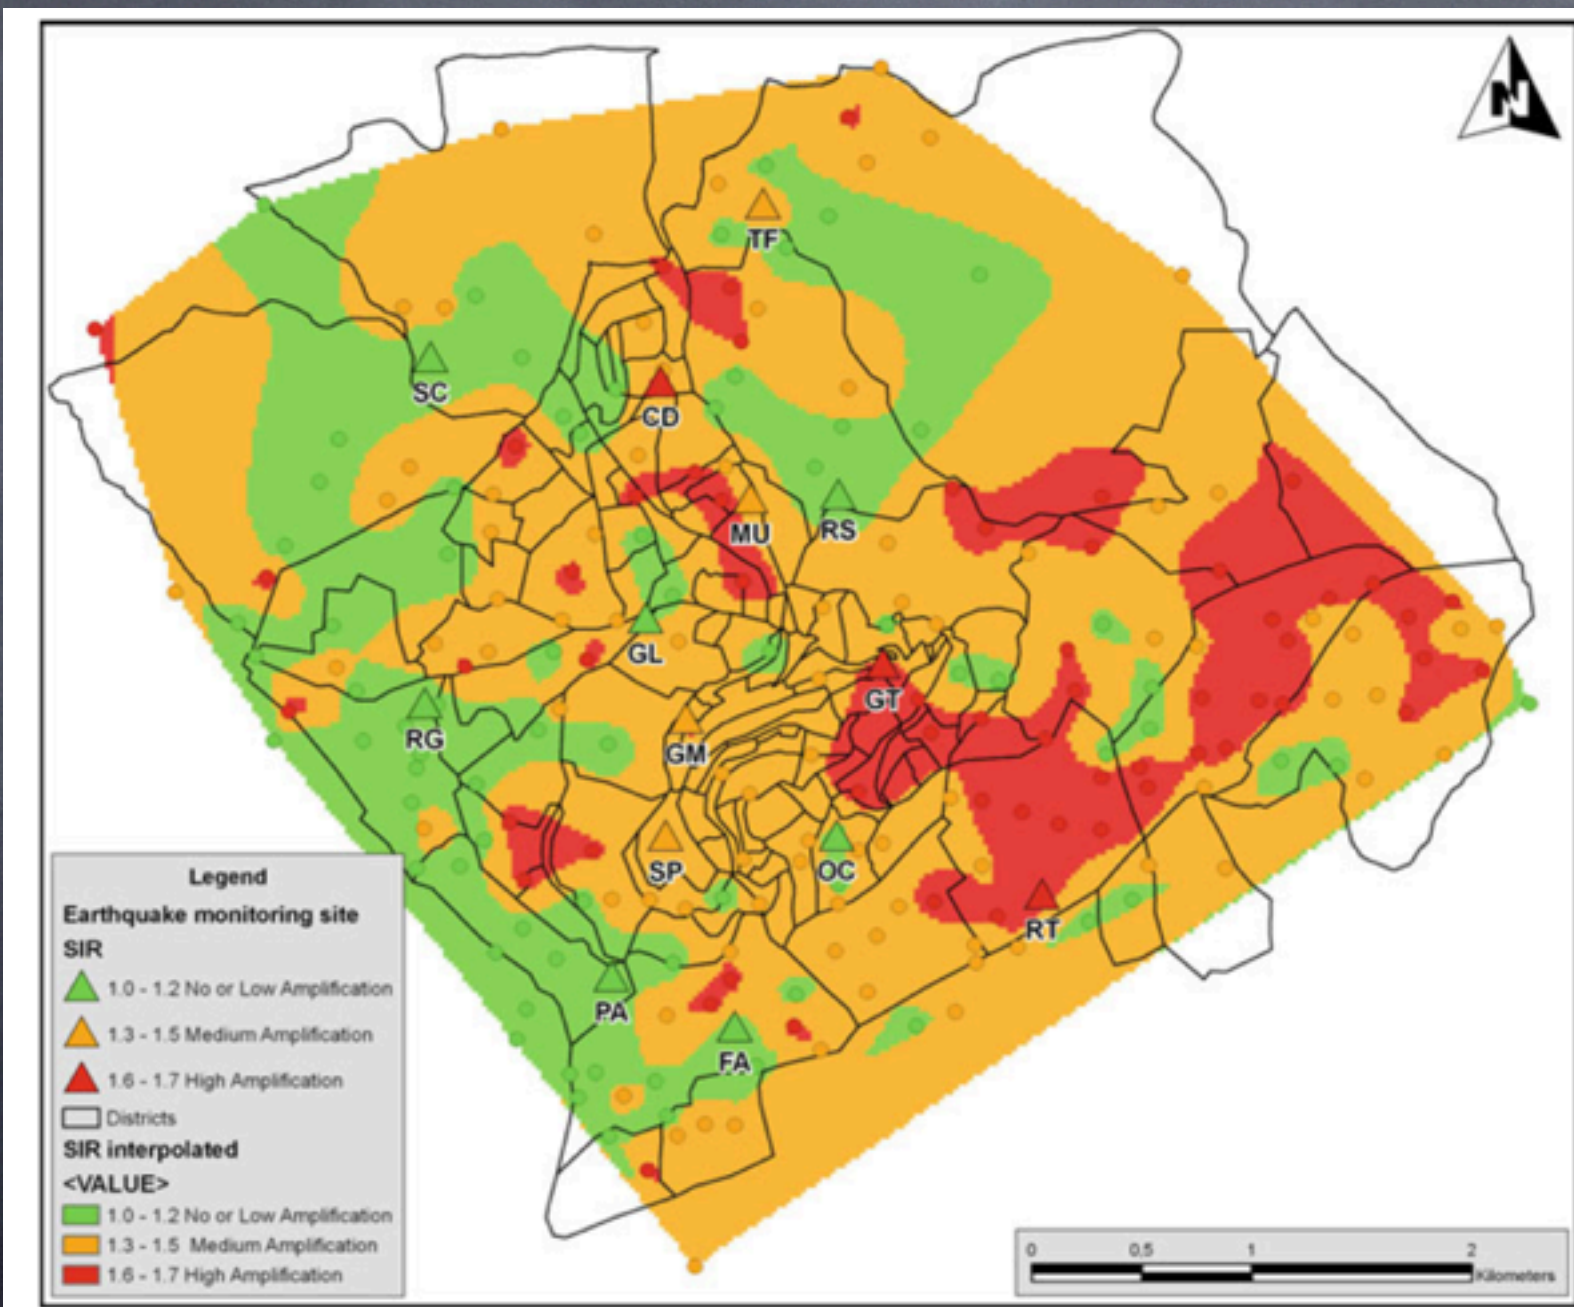 N
TF
SC
CD
MU
RS
GL
GT
RG
GM
SP
OC
RT
PA
FA
Legend
Earthquake monitoring site
SIR
1.0 - 1.2 No or Low Amplification
1.3 - 1.5 Medium Amplification
1.6 - 1.7 High Amplification
Districts
SIR interpolated
<VALUE>
1.0 - 1.2 No or Low Amplification
1.3 - 1.5 Medium Amplification
1.6 - 1.7 High Amplification
0 0,5 1 2
Kilometers